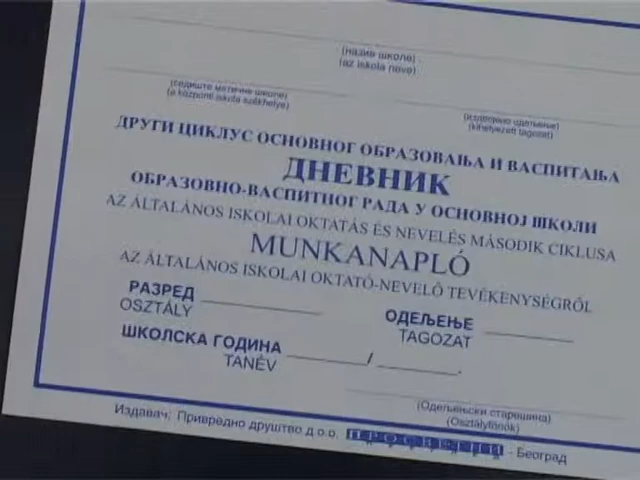 (назив школе)
(az iskola neve)
(седиште матичне школе)
(a központi iskola székhelye)
(издвојено одељење)
(kihelyezett tagozat)
ДРУГИ ЦИКЛУС ОСНОВНОГ ОБРАЗОВАЊА И ВАСПИТАЊА
ДНЕВНИК
ОБРАЗОВНО-ВАСПИТНОГ РАДА У ОСНОВНОЈ ШКОЛИ
AZ ÁLTALÁNOS ISKOLAI OKTATÁS ÉS NEVELÉS MÁSODIK CIKLUSA
MUNKANAPLÓ
AZ ÁLTALÁNOS ISKOLAI OKTATÓ-NEVELŐ TEVÉKENYSÉGRŐL
РАЗРЕД ОДЕЉЕЊЕ
OSZTÁLY TAGOZAT
ШКОЛСКА ГОДИНА /
TANÉV
(Одељењски старешина)
(Osztályfőnök)
Издавач: Привредно друштво д.о.о. ПРОСВЕТА - Београд